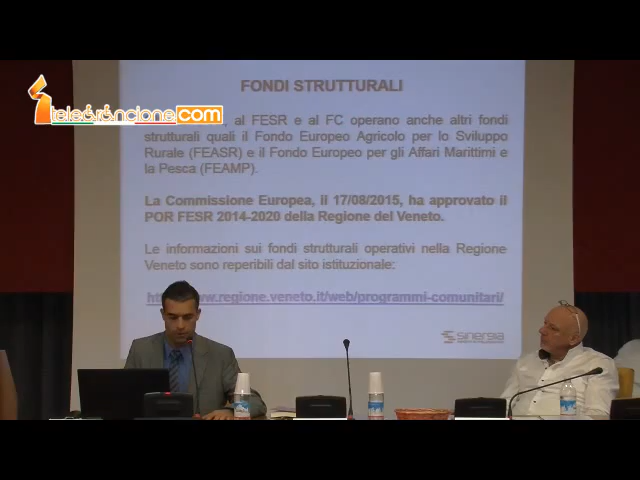 FONDI STRUTTURALI
telearancione.com
al FESR e al FC operano anche altri fondi
strutturali quali il Fondo Europeo Agricolo per lo Sviluppo
Rurale (FEASR) e il Fondo Europeo per gli Affari Marittimi e
la Pesca (FEAMP).
La Commissione Europea, il 17/08/2015, ha approvato il
POR FESR 2014-2020 della Regione del Veneto.
Le informazioni sui fondi strutturali operativi nella Regione
Veneto sono reperibili dal sito istituzionale:
www.regione.veneto.it/web/programmi-comunitari/
sinergia